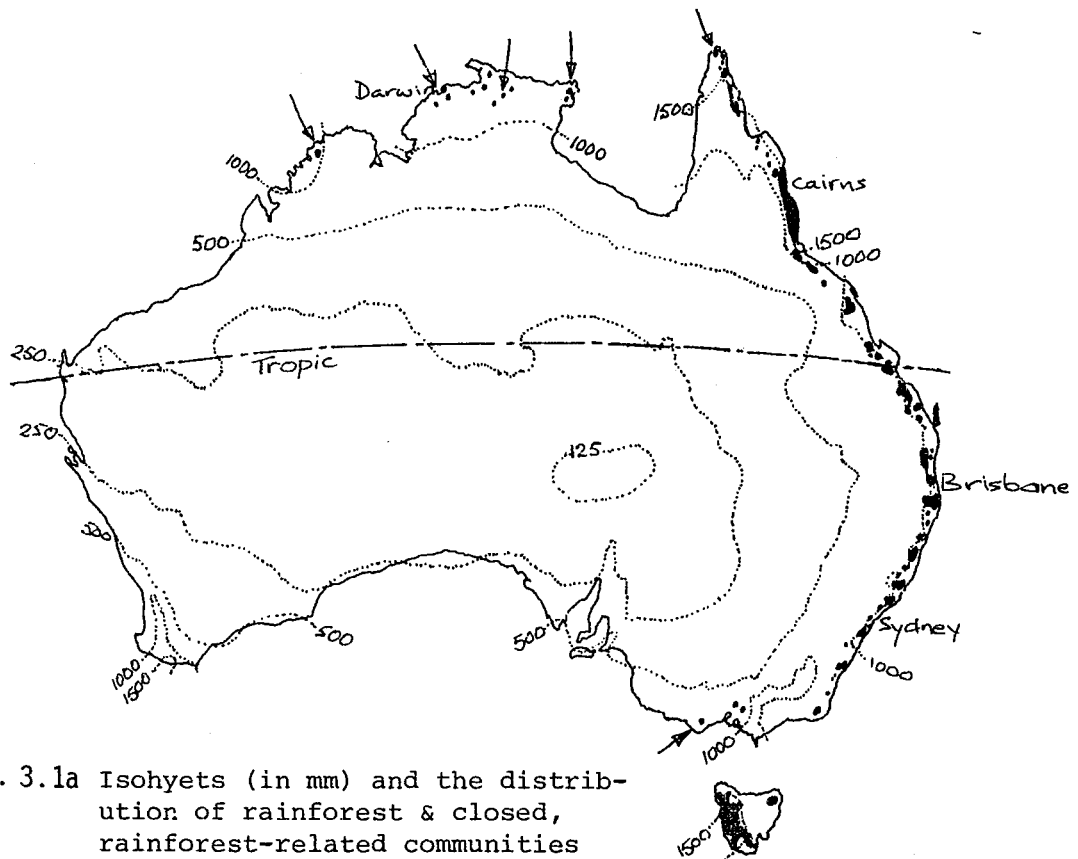 Darwin
1500
1000
1000
Cairns
500
1500
1000
250
Tropic
250
125
Brisbane
500
500
Sydney
1000
1000
1500
1000
. 3.1a Isohyets (in mm) and the distrib-
ution of rainforest & closed,
rainforest-related communities
1500